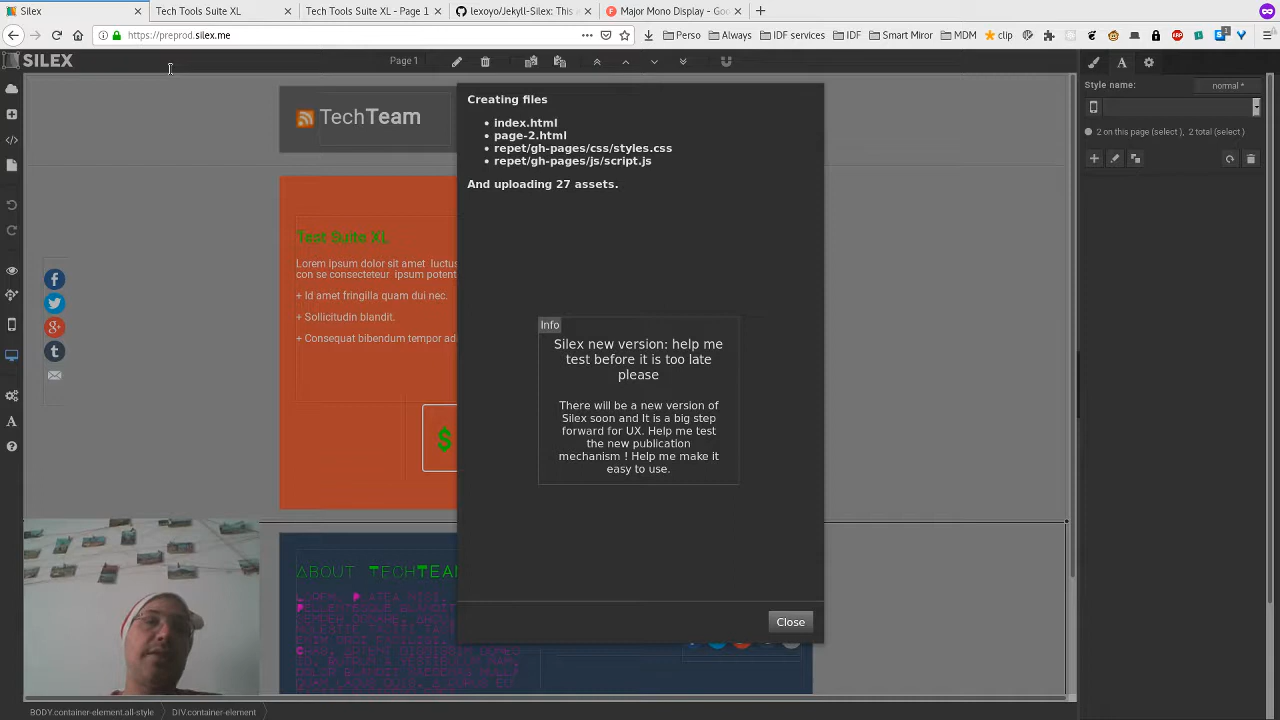 Silex
Tech Tools Suite XL
Tech Tools Suite XL - Page 1
lexoyo/Jekyll-Silex: This
Major Mono Display - Goo
https://preprod.silex.me
Perso
Always
IDF services
IDF
Smart Miror
MDM
clip
SILEX
Page 1
Style name:
normal *
2 on this page (select ), 2 total (select )
TechTeam
Test Suite XL
Lorem ipsum dolor sit amet luctus
con se consecteteur ipsum potent
+ Id amet fringilla quam dui nec.
+ Sollicitudin blandit.
+ Consequat bibendum tempor ad
$
About TechTeam
Creating files
index.html
page-2.html
repet/gh-pages/css/styles.css
repet/gh-pages/js/script.js
And uploading 27 assets.
Info
Silex new version: help me
test before it is too late
please
There will be a new version of
Silex soon and It is a big step
forward for UX. Help me test
the new publication
mechanism ! Help me make it
easy to use.
Close
BODY.container-element.all-style
DIV.container-element